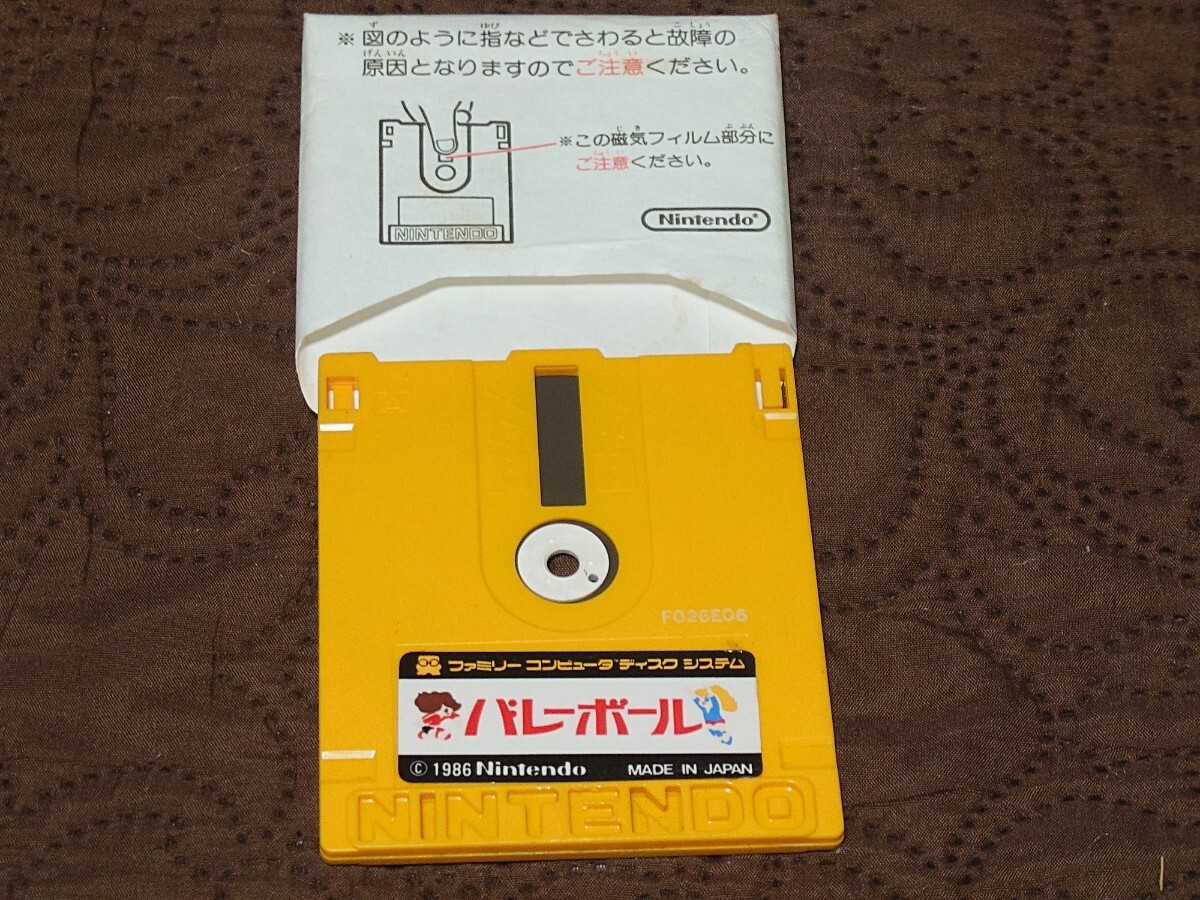 ※図のように指などでさわると故障の
原因となりますのでご注意ください。
※この磁気フィルム部分に
ご注意ください。
Nintendo®
NINTENDO
F026E06
ファミリー コンピュータ ディスク システム
バレーボール
© 1986 Nintendo MADE IN JAPAN
NINTENDO